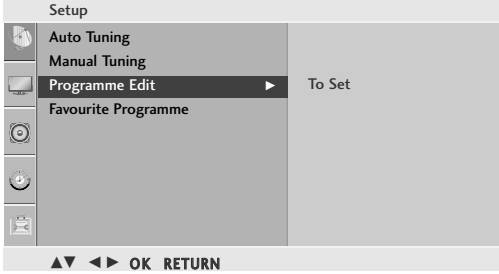 Setup
Auto Tuning
Manual Tuning
Programme Edit ► To Set
Favourite Programme
▲▼ ◄► OK RETURN